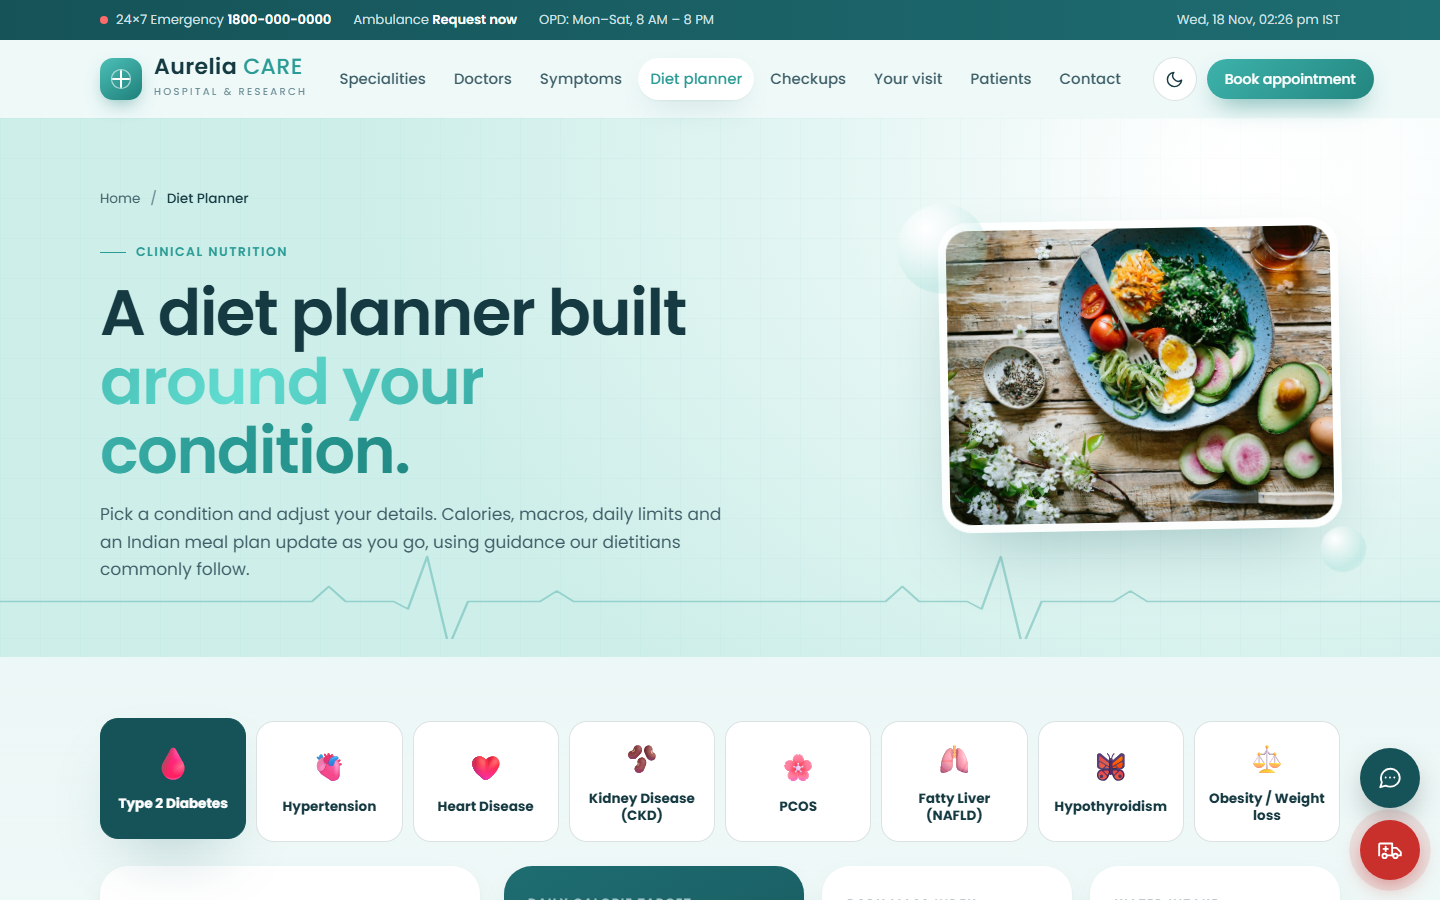 24×7 Emergency 1800-000-0000
Ambulance Request now
OPD: Mon–Sat, 8 AM – 8 PM
Wed, 18 Nov, 02:26 pm IST
Aurelia CARE
HOSPITAL & RESEARCH
Specialities
Doctors
Symptoms
Diet planner
Checkups
Your visit
Patients
Contact
Book appointment
Home / Diet Planner
CLINICAL NUTRITION
A diet planner built
around your
condition.
Pick a condition and adjust your details. Calories, macros, daily limits and
an Indian meal plan update as you go, using guidance our dietitians
commonly follow.
Type 2 Diabetes
Hypertension
Heart Disease
Kidney Disease
(CKD)
PCOS
Fatty Liver
(NAFLD)
Hypothyroidism
Obesity / Weight
loss